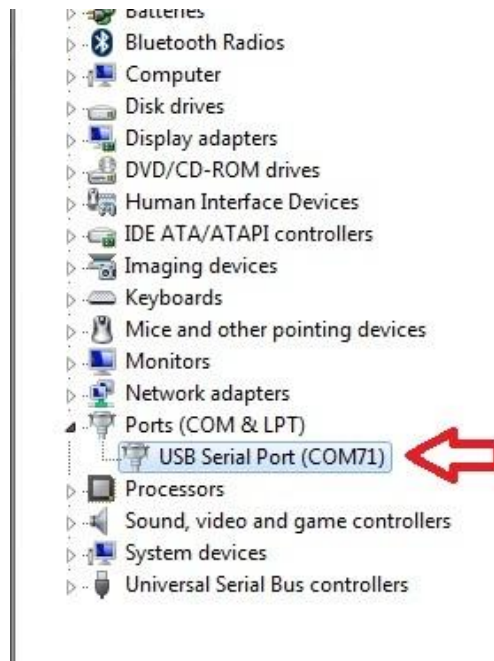 Batteries
Bluetooth Radios
Computer
Disk drives
Display adapters
DVD/CD-ROM drives
Human Interface Devices
IDE ATA/ATAPI controllers
Imaging devices
Keyboards
Mice and other pointing devices
Monitors
Network adapters
Ports (COM & LPT)
USB Serial Port (COM71)
Processors
Sound, video and game controllers
System devices
Universal Serial Bus controllers